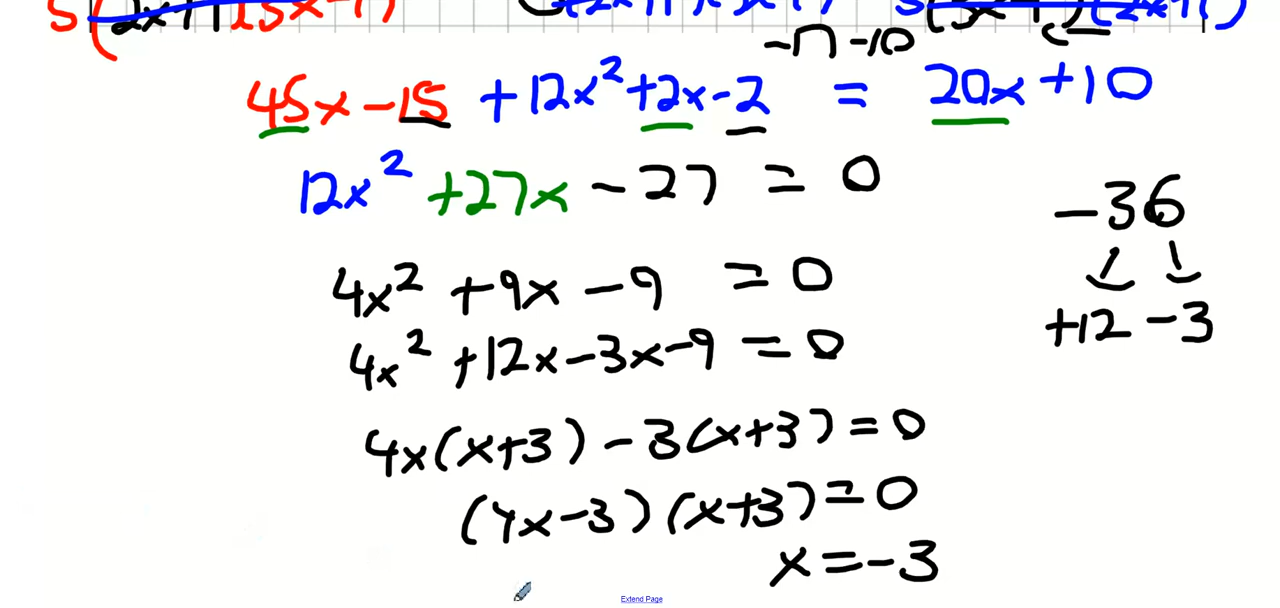 -17 -10
45x - 15 + 12x² + 2x - 2 = 20x + 10
12x² + 27x - 27 = 0
-36
4x² + 9x - 9 = 0
+12 -3
4x² + 12x - 3x - 9 = 0
4x(x+3) - 3(x+3) = 0
(4x-3)(x+3) = 0
x = -3
Extend Page